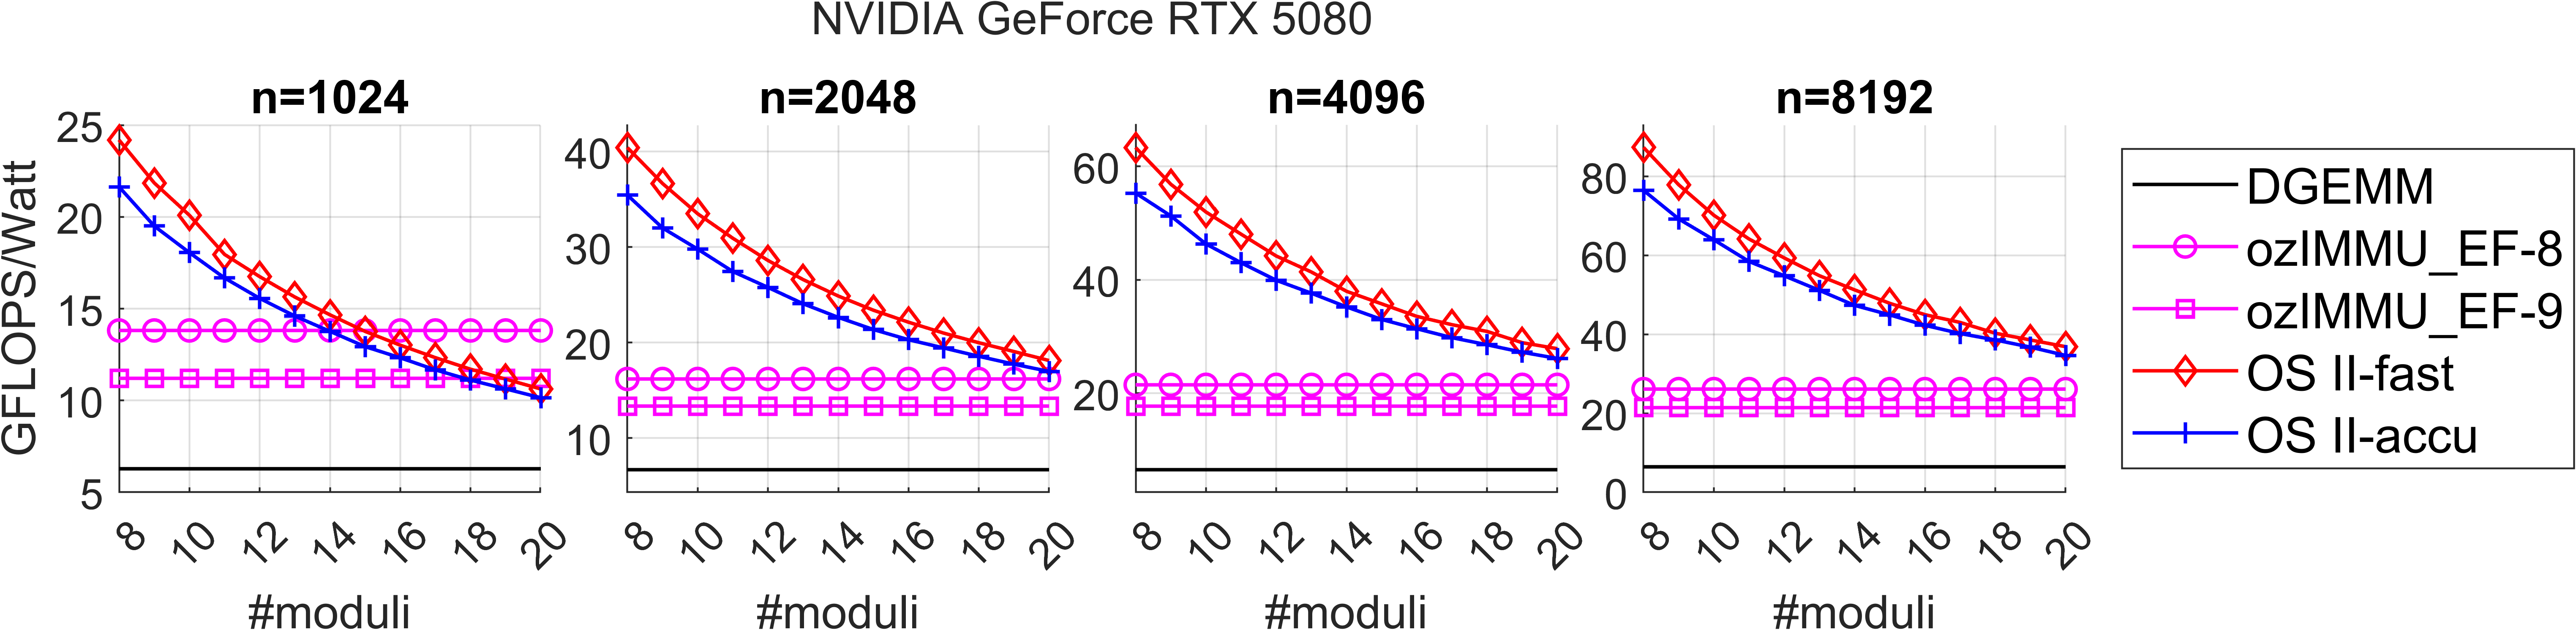 NVIDIA GeForce RTX 5080
n=1024
n=2048
n=4096
n=8192
GFLOPS/Watt
25
20
15
10
5
8 10 12 14 16 18 20
#moduli
40
30
20
10
8 10 12 14 16 18 20
#moduli
60
40
20
8 10 12 14 16 18 20
#moduli
80
60
40
20
0
8 10 12 14 16 18 20
#moduli
DGEMM
ozIMMU_EF-8
ozIMMU_EF-9
OS II-fast
OS II-accu